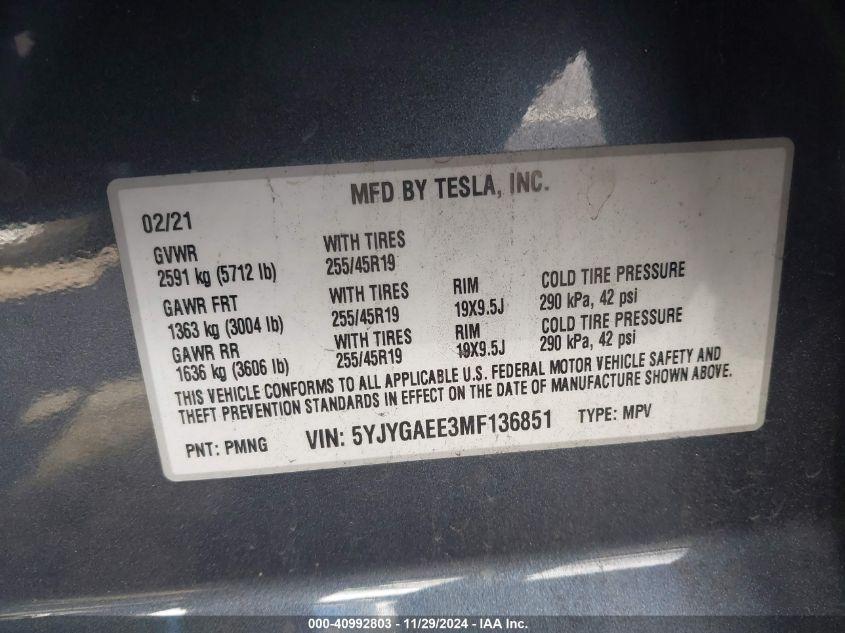 MFD BY TESLA, INC.
02/21
GVWR WITH TIRES
2591 kg (5712 lb) 255/45R19
GAWR FRT WITH TIRES RIM COLD TIRE PRESSURE
1363 kg (3004 lb) 255/45R19 19X9.5J 290 kPa, 42 psi
GAWR RR WITH TIRES RIM COLD TIRE PRESSURE
1636 kg (3606 lb) 255/45R19 19X9.5J 290 kPa, 42 psi
THIS VEHICLE CONFORMS TO ALL APPLICABLE U.S. FEDERAL MOTOR VEHICLE SAFETY AND
THEFT PREVENTION STANDARDS IN EFFECT ON THE DATE OF MANUFACTURE SHOWN ABOVE.
PNT: PMNG VIN: 5YJYGAEE3MF136851 TYPE: MPV
000-40992803 - 11/29/2024 - IAA Inc.